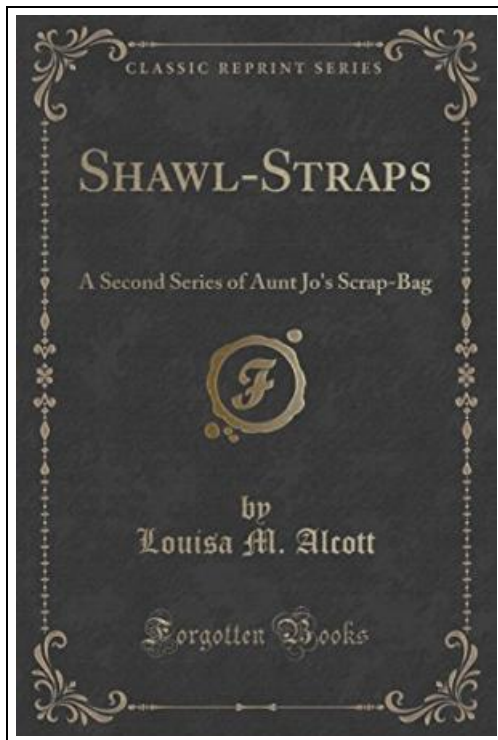 CLASSIC REPRINT SERIES
SHAWL-STRAPS
A Second Series of Aunt Jo's Scrap-Bag
F
by
Louisa M. Alcott
Forgotten Books